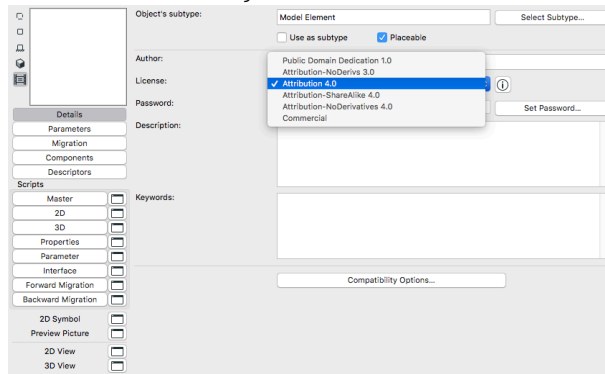 Object's subtype:
Model Element
Select Subtype...
Use as subtype
Placeable
Author:
License:
Public Domain Dedication 1.0
Attribution-NoDerivs 3.0
✓ Attribution 4.0
Attribution-ShareAlike 4.0
Attribution-NoDerivatives 4.0
Commercial
Password:
Set Password...
Description:
Keywords:
Compatibility Options...
Details
Parameters
Migration
Components
Descriptors
Scripts
Master
2D
3D
Properties
Parameter
Interface
Forward Migration
Backward Migration
2D Symbol
Preview Picture
2D View
3D View